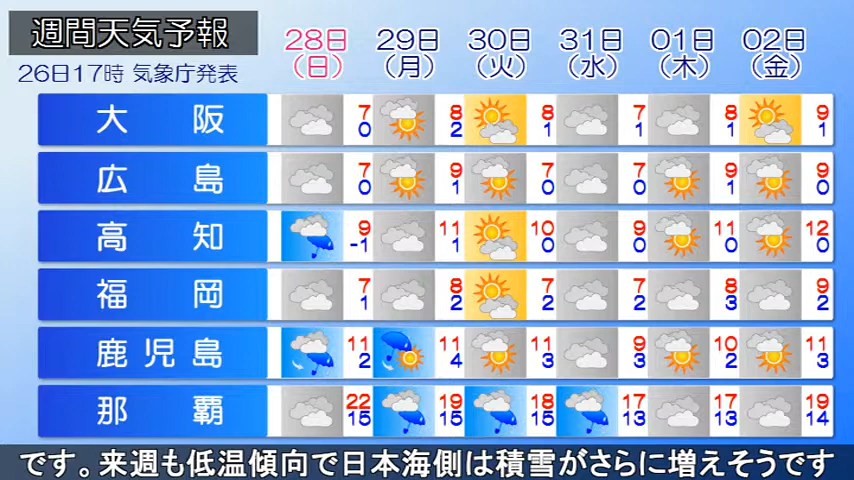 週間天気予報
26日17時 気象庁発表
28日 29日 30日 31日 01日 02日
(日) (月) (火) (水) (木) (金)
大阪 7 8 8 7 8 9
0 2 1 1 1 1
広島 7 9 7 7 9 9
0 1 0 0 1 0
高知 9 11 10 9 11 12
-1 1 0 0 0 0
福岡 7 8 7 7 8 9
1 2 2 2 3 2
鹿児島 11 11 11 9 10 11
2 4 3 3 2 3
那覇 22 19 18 17 17 19
15 15 15 13 13 14
です。来週も低温傾向で日本海側は積雪がさらに増えそうです